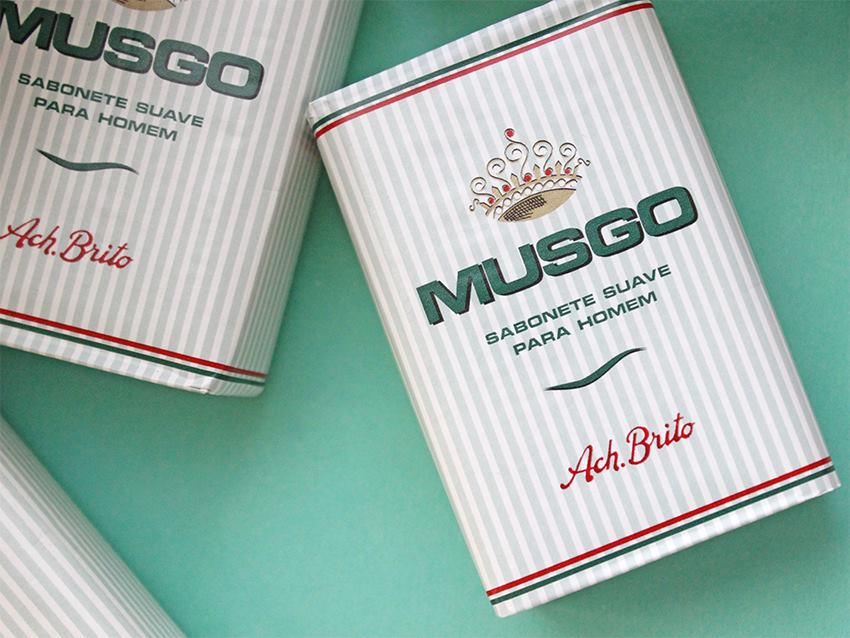 MUSGO
SABONETE SUAVE
PARA HOMEM
Ach. Brito
MUSGO
SABONETE SUAVE
PARA HOMEM
Ach. Brito